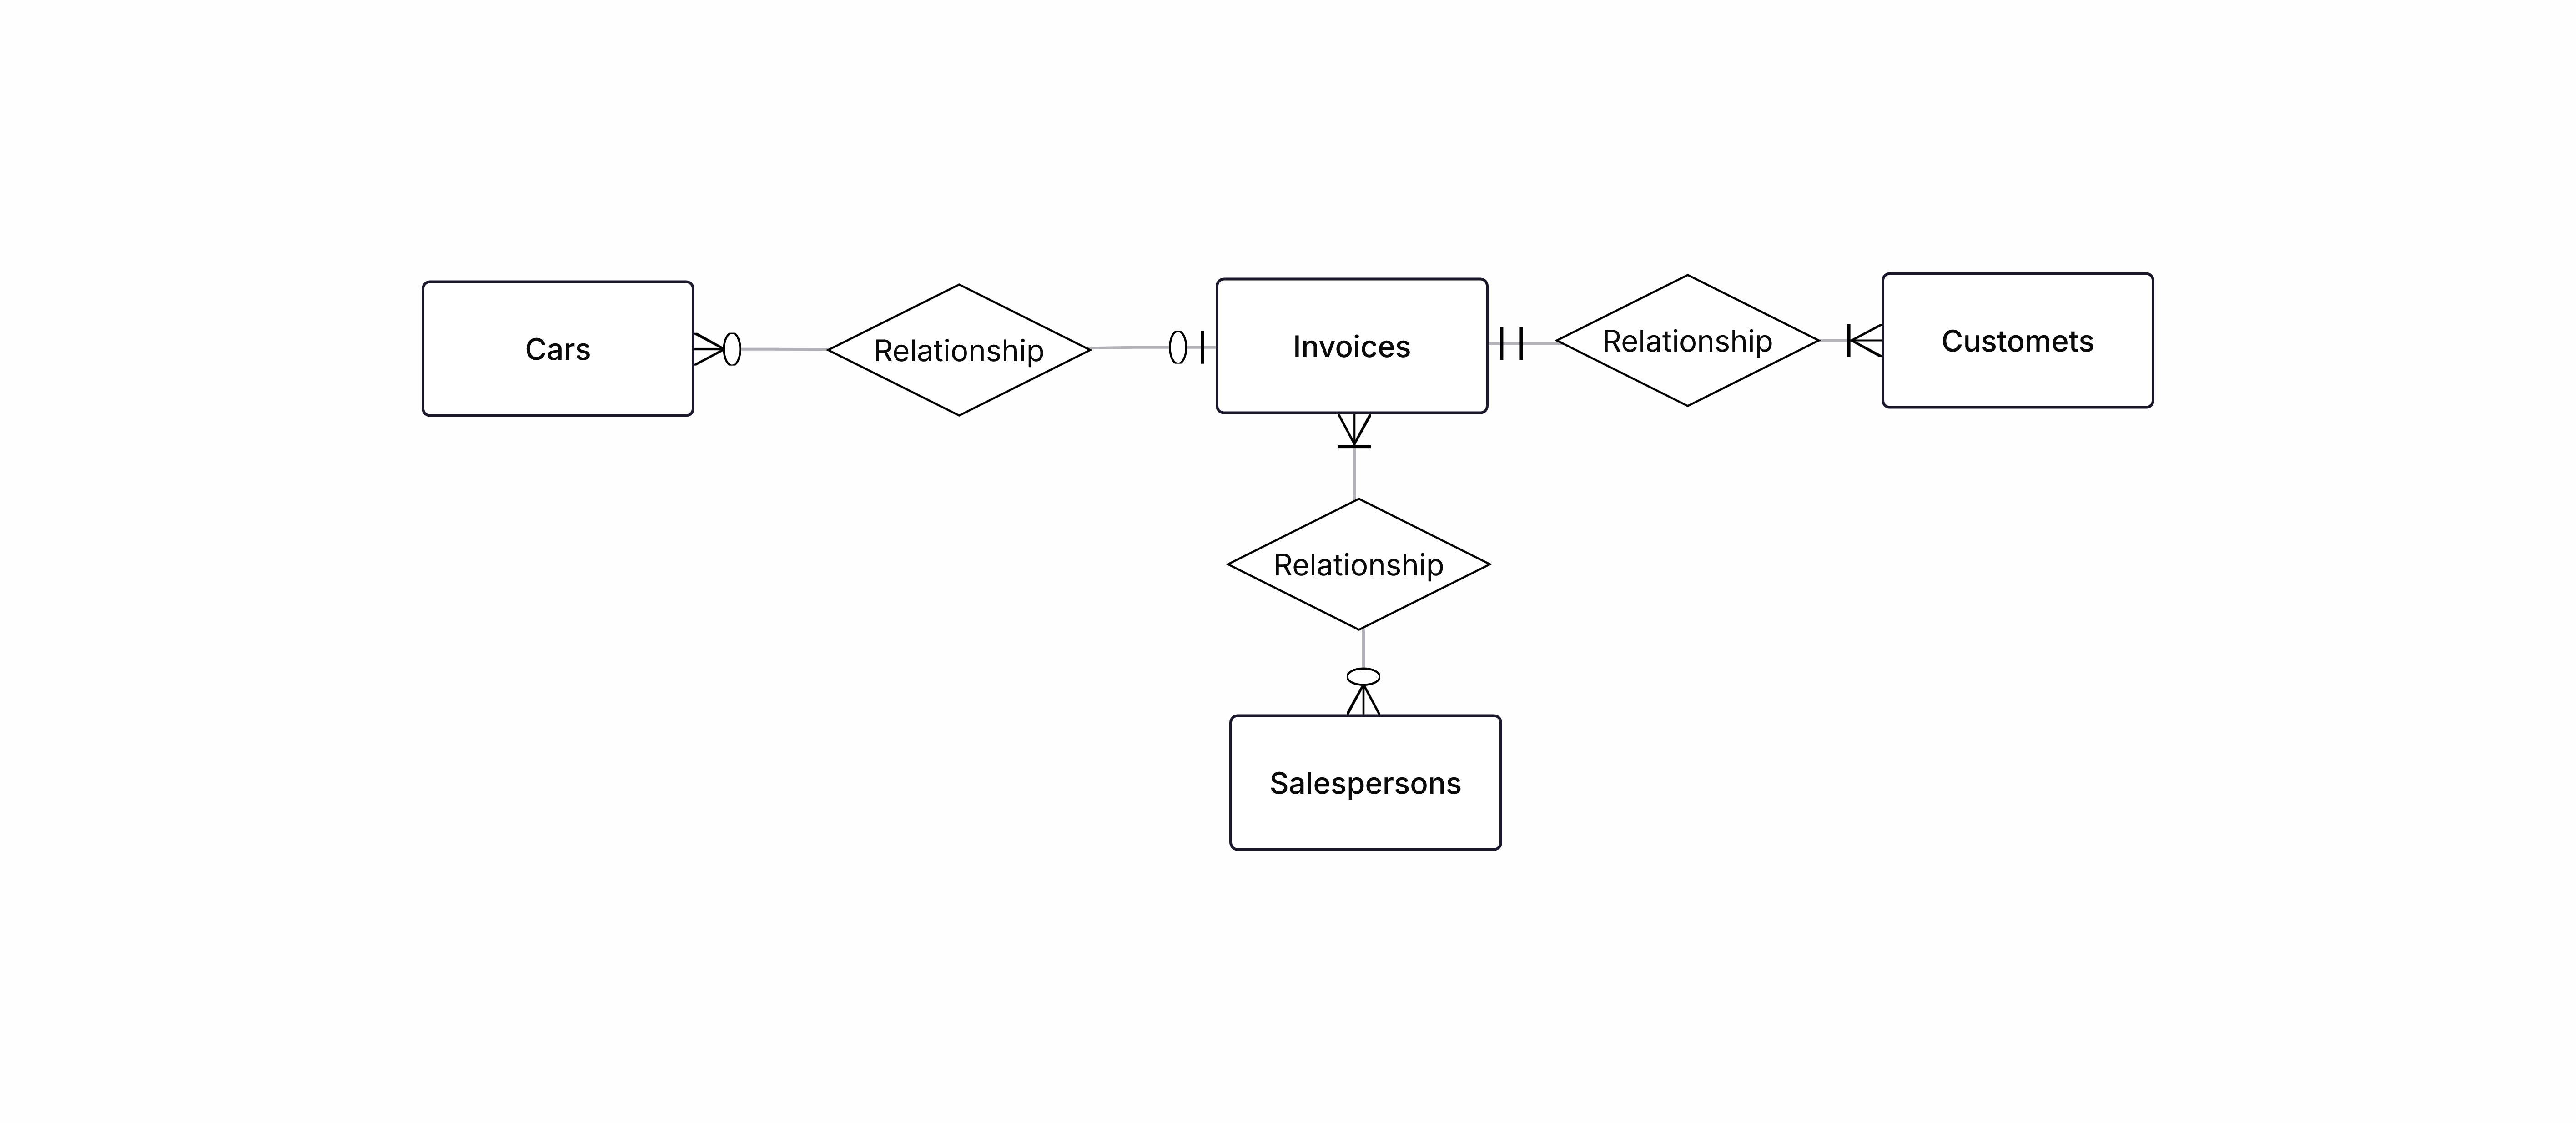 Cars
Relationship
Invoices
Relationship
Customets
Relationship
Salespersons